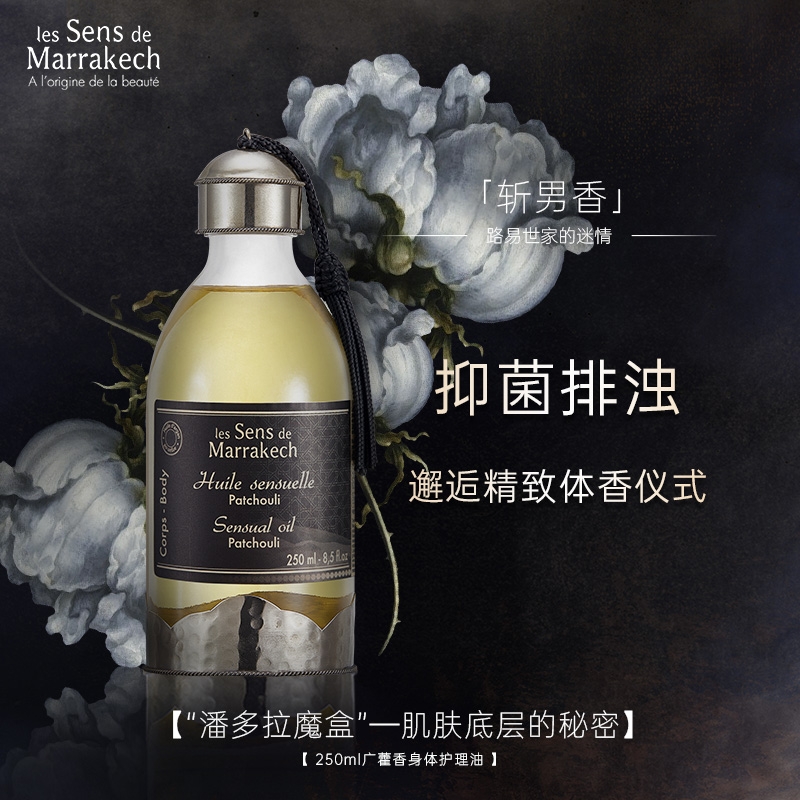 les Sens de
Marrakech
A l'origine de la beauté
「斩男香」
路易世家的迷情
抑菌排浊
邂逅精致体香仪式
les Sens de
Marrakech
Huile sensuelle
Patchouli
Sensual oil
Patchouli
250 ml - 8,5 fl.oz
Corps - Body
【“潘多拉魔盒”—肌肤底层的秘密】
【 250ml广藿香身体护理油 】